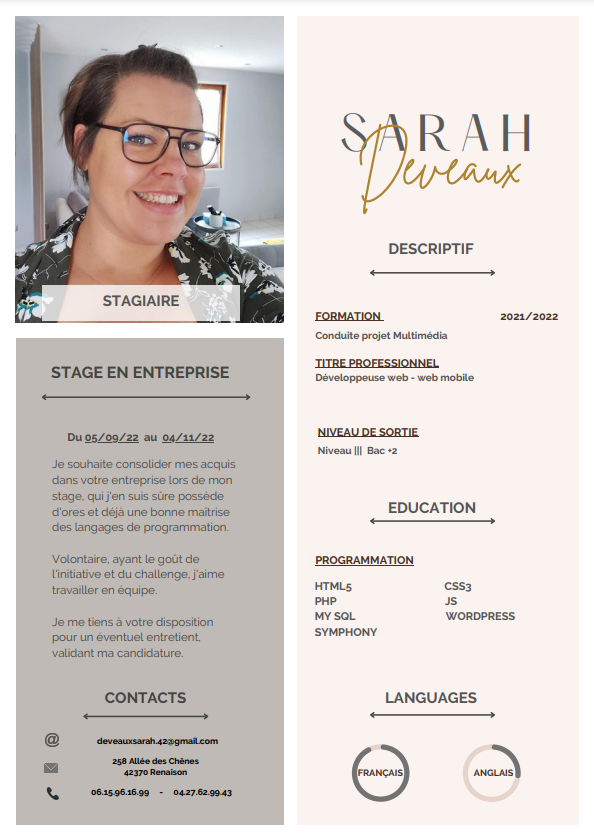 STAGIAIRE
STAGE EN ENTREPRISE
Du 05/09/22 au 04/11/22
Je souhaite consolider mes acquis
dans votre entreprise lors de mon
stage, qui j'en suis sûre possède
d'ores et déjà une bonne maîtrise
des langages de programmation.
Volontaire, ayant le goût de
l'initiative et du challenge, j'aime
travailler en équipe.
Je me tiens à votre disposition
pour un éventuel entretient,
validant ma candidature.
CONTACTS
@
deveauxsarah.42@gmail.com
258 Allée des Chênes
42370 Renaison
06.15.96.16.99 - 04.27.62.99.43
SARAH
Deveaux
DESCRIPTIF
FORMATION 2021/2022
Conduite projet Multimédia
TITRE PROFESSIONNEL
Développeuse web - web mobile
NIVEAU DE SORTIE
Niveau ||| Bac +2
EDUCATION
PROGRAMMATION
HTML5 CSS3
PHP JS
MY SQL WORDPRESS
SYMPHONY
LANGUAGES
FRANÇAIS ANGLAIS